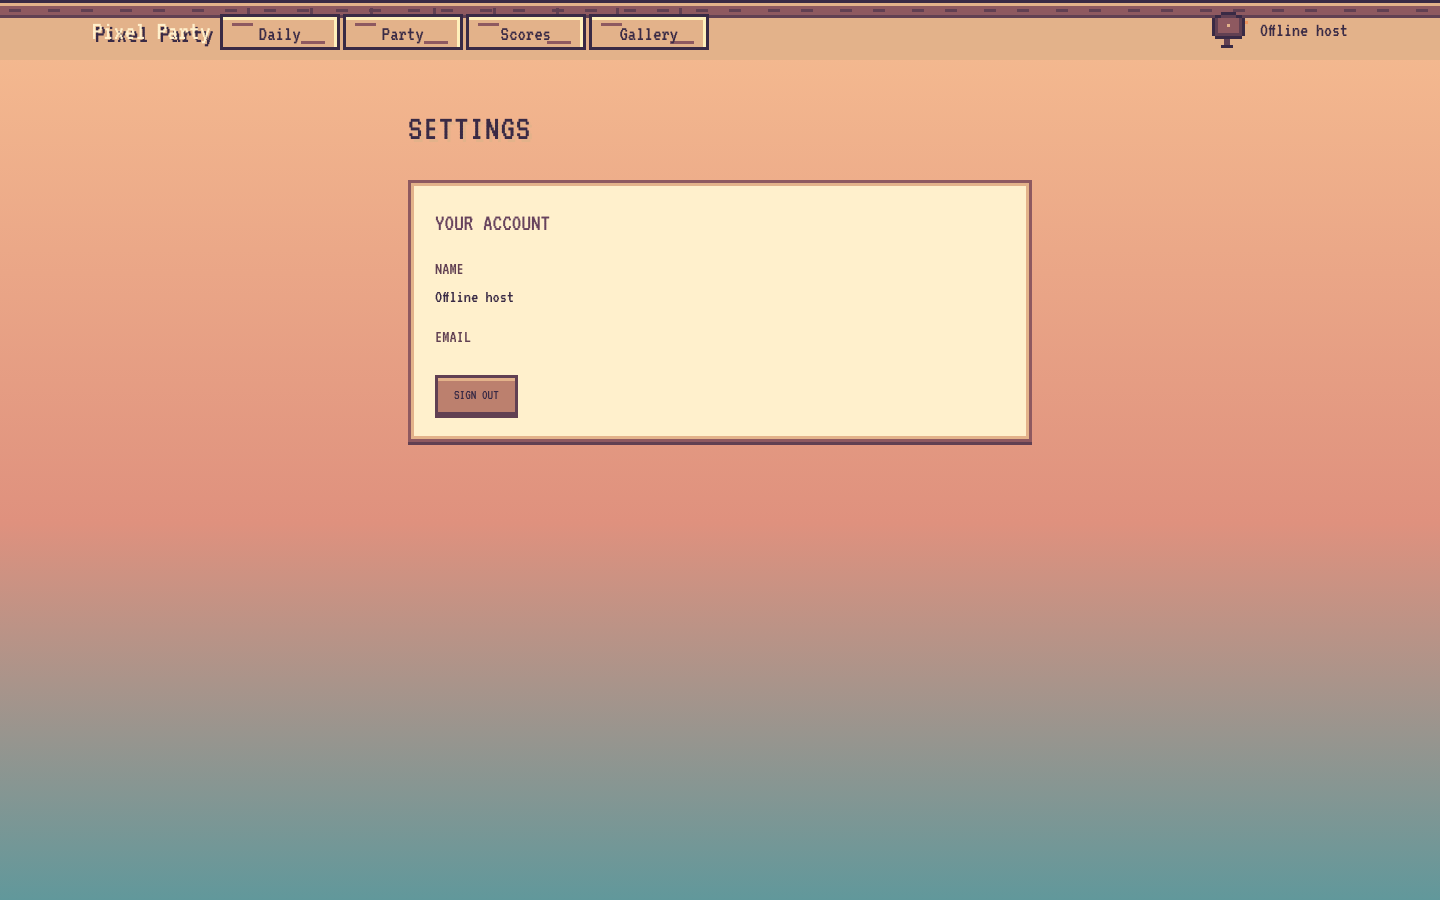 Pixel Party
Daily
Party
Scores
Gallery
Offline host
SETTINGS
YOUR ACCOUNT
NAME
Offline host
EMAIL
SIGN OUT